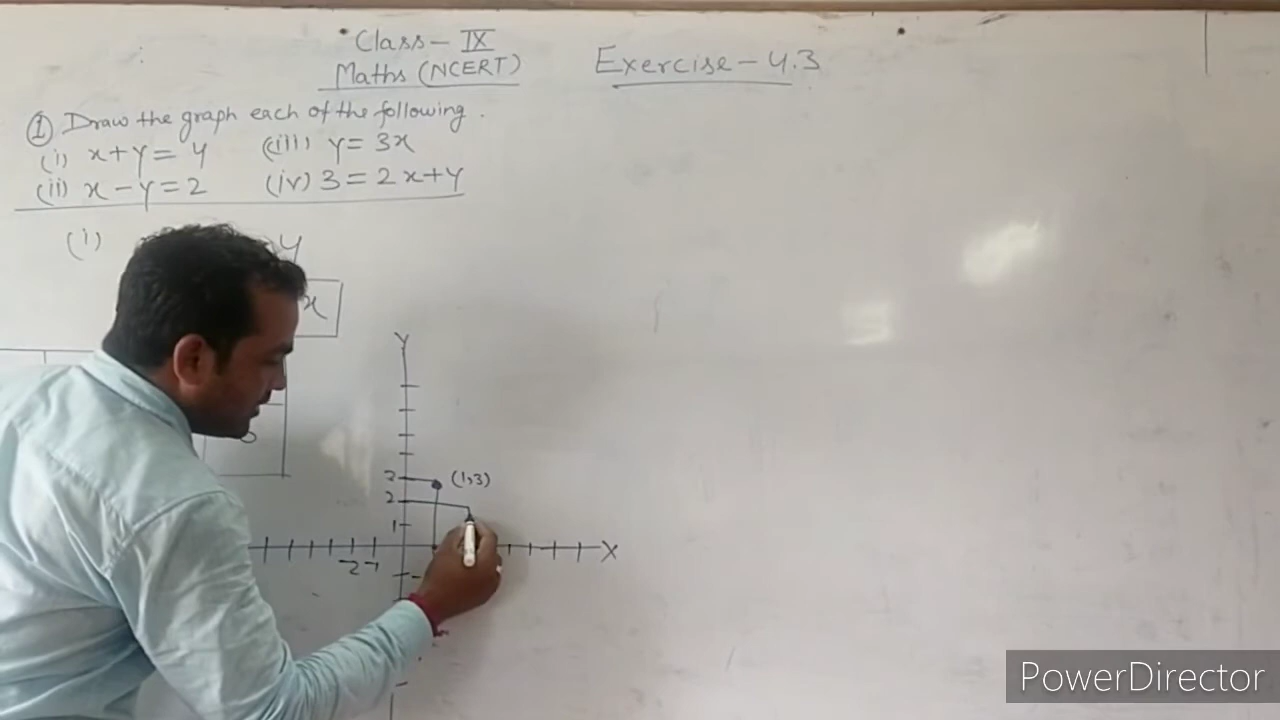 Class - IX
Maths (NCERT)
Exercise - 4.3
① Draw the graph each of the following.
(i) x + y = 4 (iii) y = 3x
(ii) x - y = 2 (iv) 3 = 2x + y
(i) 4
x
Y
3 (1,3)
2
1
-2 -1 X
PowerDirector